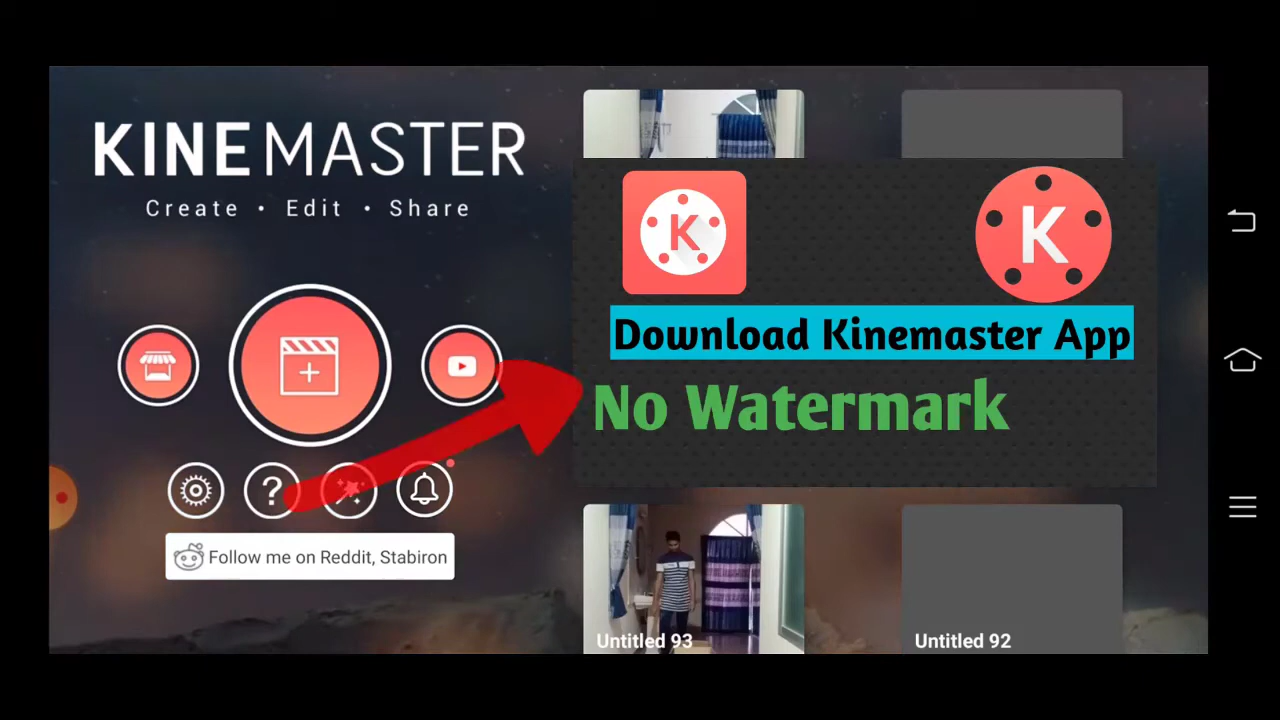 KINEMASTER
Create • Edit • Share
Follow me on Reddit, Stabiron
K
K
Download Kinemaster App
No Watermark
Untitled 93
Untitled 92